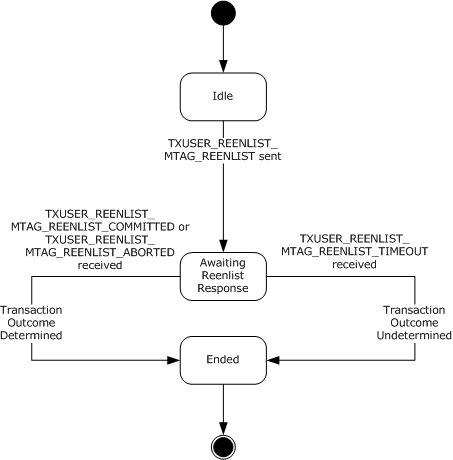 Idle
TXUSER_REENLIST_
MTAG_REENLIST sent
TXUSER_REENLIST_
MTAG_REENLIST_COMMITTED or
TXUSER_REENLIST_
MTAG_REENLIST_ABORTED
received
TXUSER_REENLIST_
MTAG_REENLIST_TIMEOUT
received
Awaiting
Reenlist
Response
Transaction
Outcome
Determined
Transaction
Outcome
Undetermined
Ended